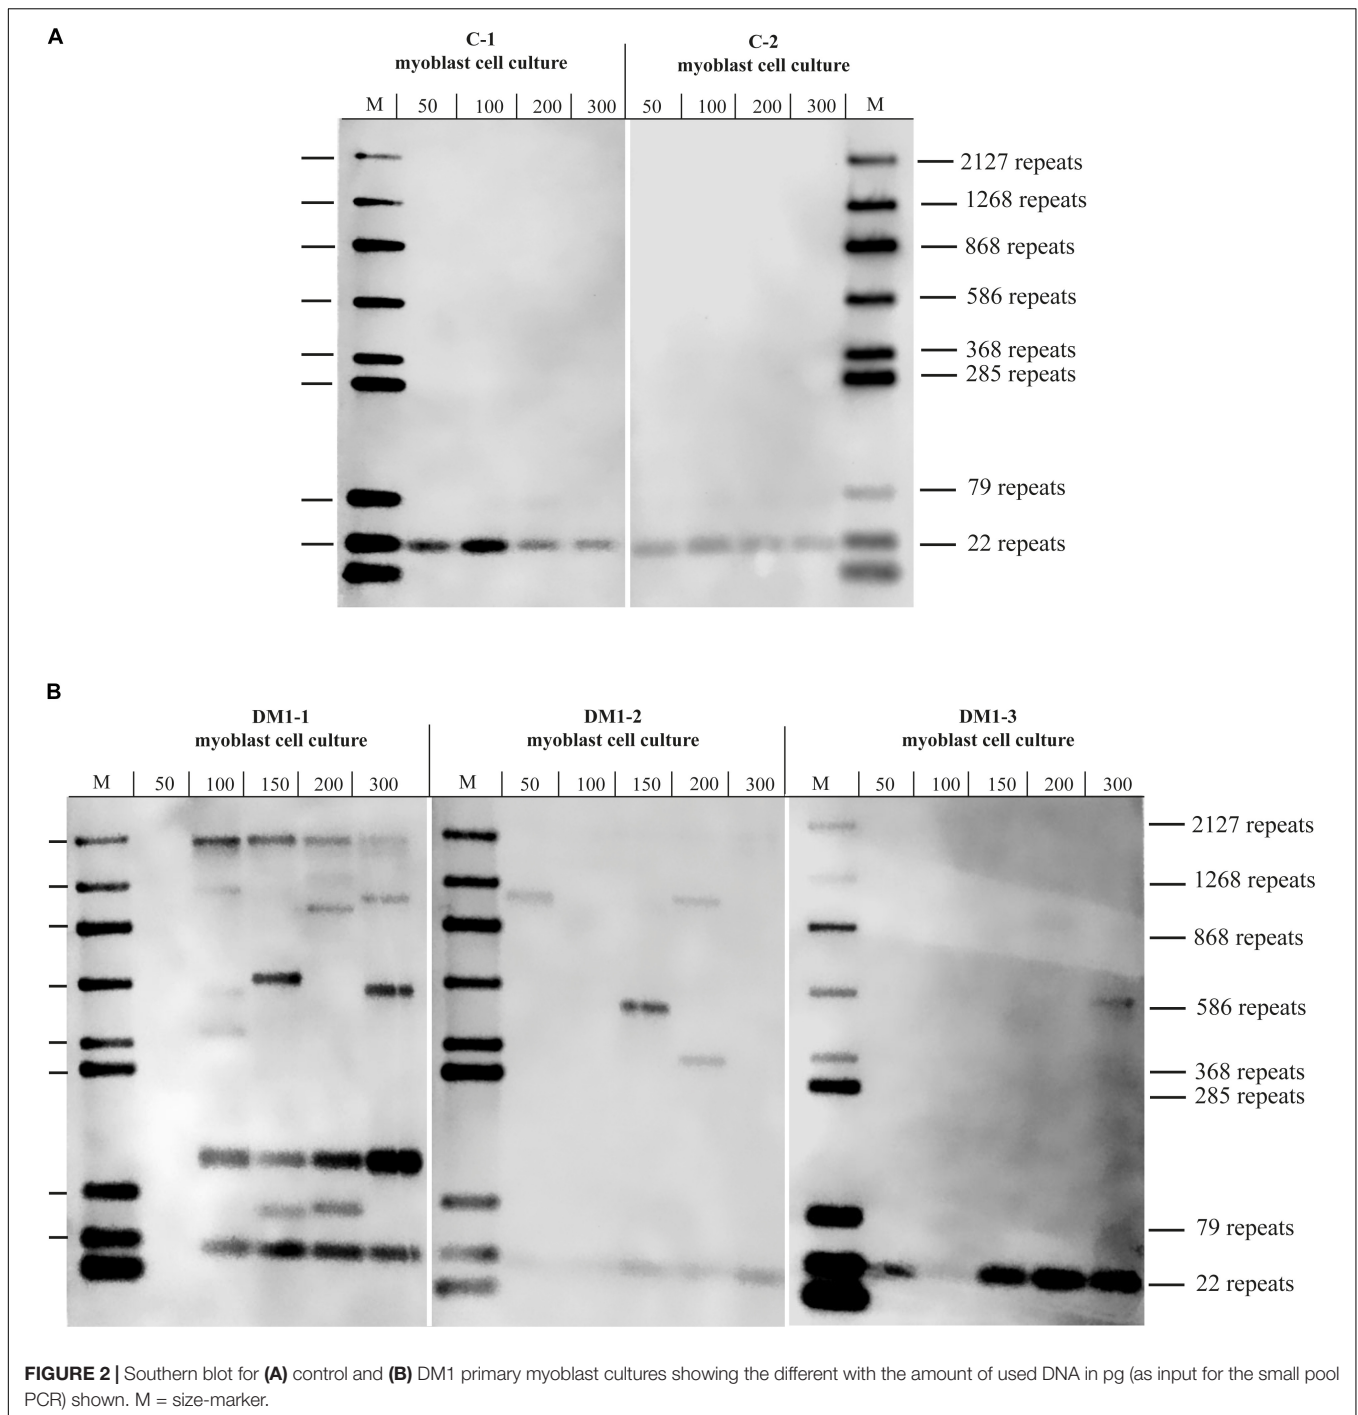 A
C-1
myoblast cell culture
C-2
myoblast cell culture
M 50 100 200 300 50 100 200 300 M
2127 repeats
1268 repeats
868 repeats
586 repeats
368 repeats
285 repeats
79 repeats
22 repeats
B
DM1-1
myoblast cell culture
DM1-2
myoblast cell culture
DM1-3
myoblast cell culture
M 50 100 150 200 300 M 50 100 150 200 300 M 50 100 150 200 300
2127 repeats
1268 repeats
868 repeats
586 repeats
368 repeats
285 repeats
79 repeats
22 repeats
FIGURE 2 | Southern blot for (A) control and (B) DM1 primary myoblast cultures showing the different with the amount of used DNA in pg (as input for the small pool
PCR) shown. M = size-marker.